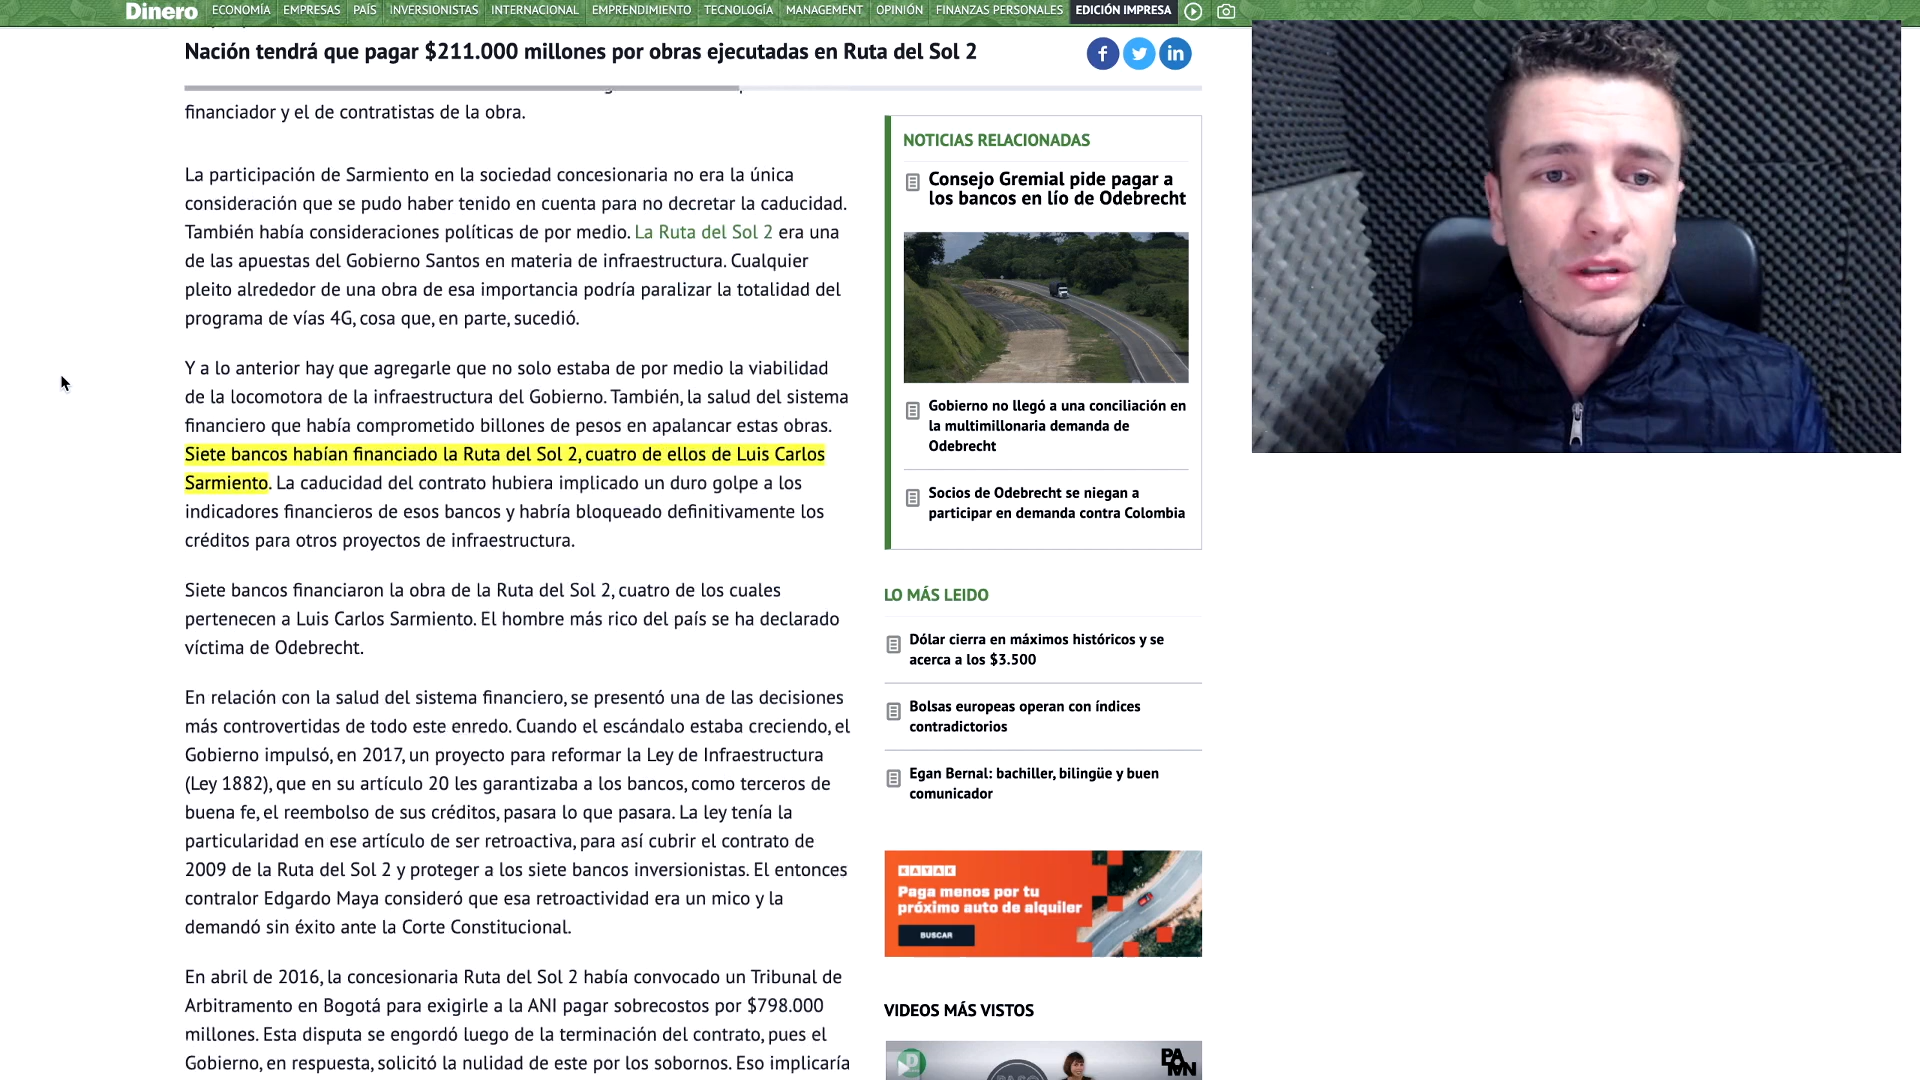 Dinero ECONOMÍA EMPRESAS PAÍS INVERSIONISTAS INTERNACIONAL EMPRENDIMIENTO TECNOLOGÍA MANAGEMENT OPINIÓN FINANZAS PERSONALES EDICIÓN IMPRESA
Nación tendrá que pagar $211.000 millones por obras ejecutadas en Ruta del Sol 2
financiador y el de contratistas de la obra.
La participación de Sarmiento en la sociedad concesionaria no era la única
consideración que se pudo haber tenido en cuenta para no decretar la caducidad.
También había consideraciones políticas de por medio. La Ruta del Sol 2 era una
de las apuestas del Gobierno Santos en materia de infraestructura. Cualquier
pleito alrededor de una obra de esa importancia podría paralizar la totalidad del
programa de vías 4G, cosa que, en parte, sucedió.
Y a lo anterior hay que agregarle que no solo estaba de por medio la viabilidad
de la locomotora de la infraestructura del Gobierno. También, la salud del sistema
financiero que había comprometido billones de pesos en apalancar estas obras.
Siete bancos habían financiado la Ruta del Sol 2, cuatro de ellos de Luis Carlos
Sarmiento. La caducidad del contrato hubiera implicado un duro golpe a los
indicadores financieros de esos bancos y habría bloqueado definitivamente los
créditos para otros proyectos de infraestructura.
Siete bancos financiaron la obra de la Ruta del Sol 2, cuatro de los cuales
pertenecen a Luis Carlos Sarmiento. El hombre más rico del país se ha declarado
víctima de Odebrecht.
En relación con la salud del sistema financiero, se presentó una de las decisiones
más controvertidas de todo este enredo. Cuando el escándalo estaba creciendo, el
Gobierno impulsó, en 2017, un proyecto para reformar la Ley de Infraestructura
(Ley 1882), que en su artículo 20 les garantizaba a los bancos, como terceros de
buena fe, el reembolso de sus créditos, pasara lo que pasara. La ley tenía la
particularidad en ese artículo de ser retroactiva, para así cubrir el contrato de
2009 de la Ruta del Sol 2 y proteger a los siete bancos inversionistas. El entonces
contralor Edgardo Maya consideró que esa retroactividad era un mico y la
demandó sin éxito ante la Corte Constitucional.
En abril de 2016, la concesionaria Ruta del Sol 2 había convocado un Tribunal de
Arbitramento en Bogotá para exigirle a la ANI pagar sobrecostos por $798.000
millones. Esta disputa se engordó luego de la terminación del contrato, pues el
Gobierno, en respuesta, solicitó la nulidad de este por los sobornos. Eso implicaría
NOTICIAS RELACIONADAS
Consejo Gremial pide pagar a
los bancos en lío de Odebrecht
Gobierno no llegó a una conciliación en
la multimillonaria demanda de
Odebrecht
Socios de Odebrecht se niegan a
participar en demanda contra Colombia
LO MÁS LEIDO
Dólar cierra en máximos históricos y se
acerca a los $3.500
Bolsas europeas operan con índices
contradictorios
Egan Bernal: bachiller, bilingüe y buen
comunicador
KAYAK
Paga menos por tu
próximo auto de alquiler
BUSCAR
VIDEOS MÁS VISTOS